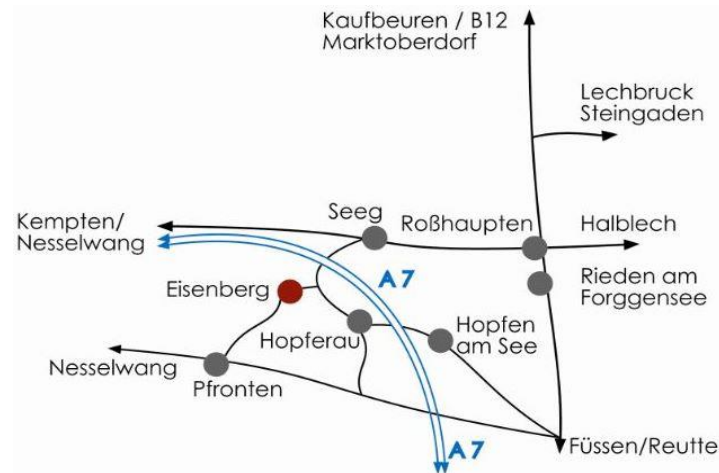 Kaufbeuren / B12
Marktoberdorf
Lechbruck
Steingaden
Kempten/
Nesselwang
Seeg
Roßhaupten
Halblech
Eisenberg
A7
Rieden am
Forggensee
Hopferau
Hopfen
am See
Nesselwang
Pfronten
A7
Füssen/Reutte